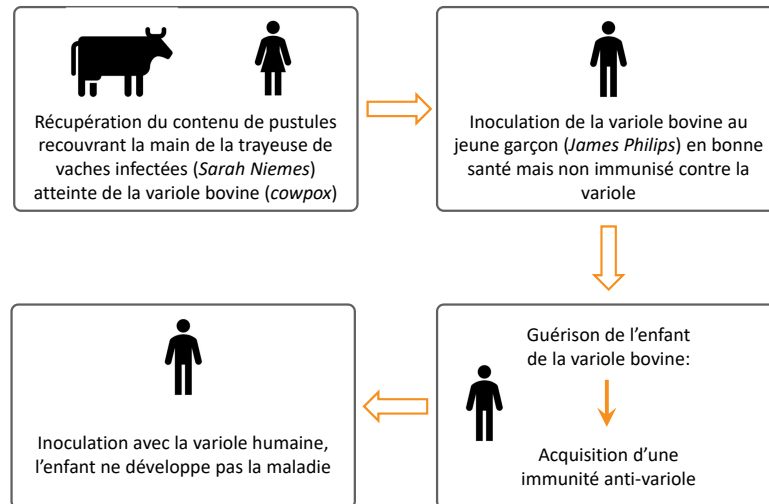 Récupération du contenu de pustules
recouvrant la main de la trayeuse de
vaches infectées (Sarah Niemes)
atteinte de la variole bovine (cowpox)
Inoculation de la variole bovine au
jeune garçon (James Philips) en bonne
santé mais non immunisé contre la
variole
Guérison de l’enfant
de la variole bovine:
Acquisition d’une
immunité anti-variole
Inoculation avec la variole humaine,
l’enfant ne développe pas la maladie